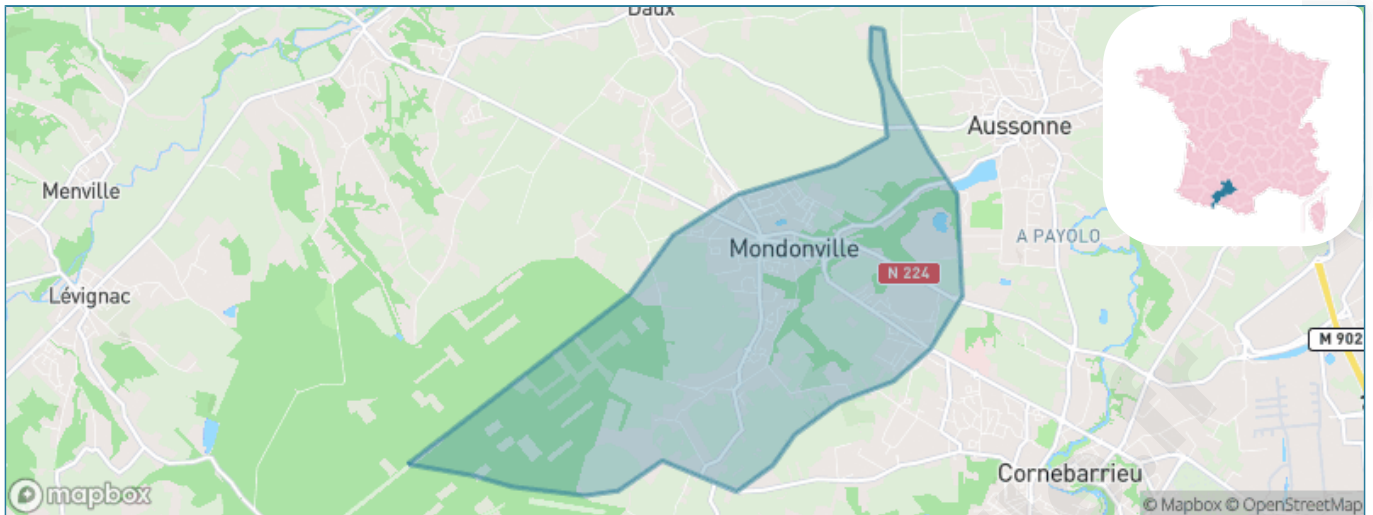 Daux
Aussonne
Menville
A PAYOLO
Mondonville
N 224
Lévignac
M 902
Cornebarrieu
mapbox
© Mapbox © OpenStreetMap